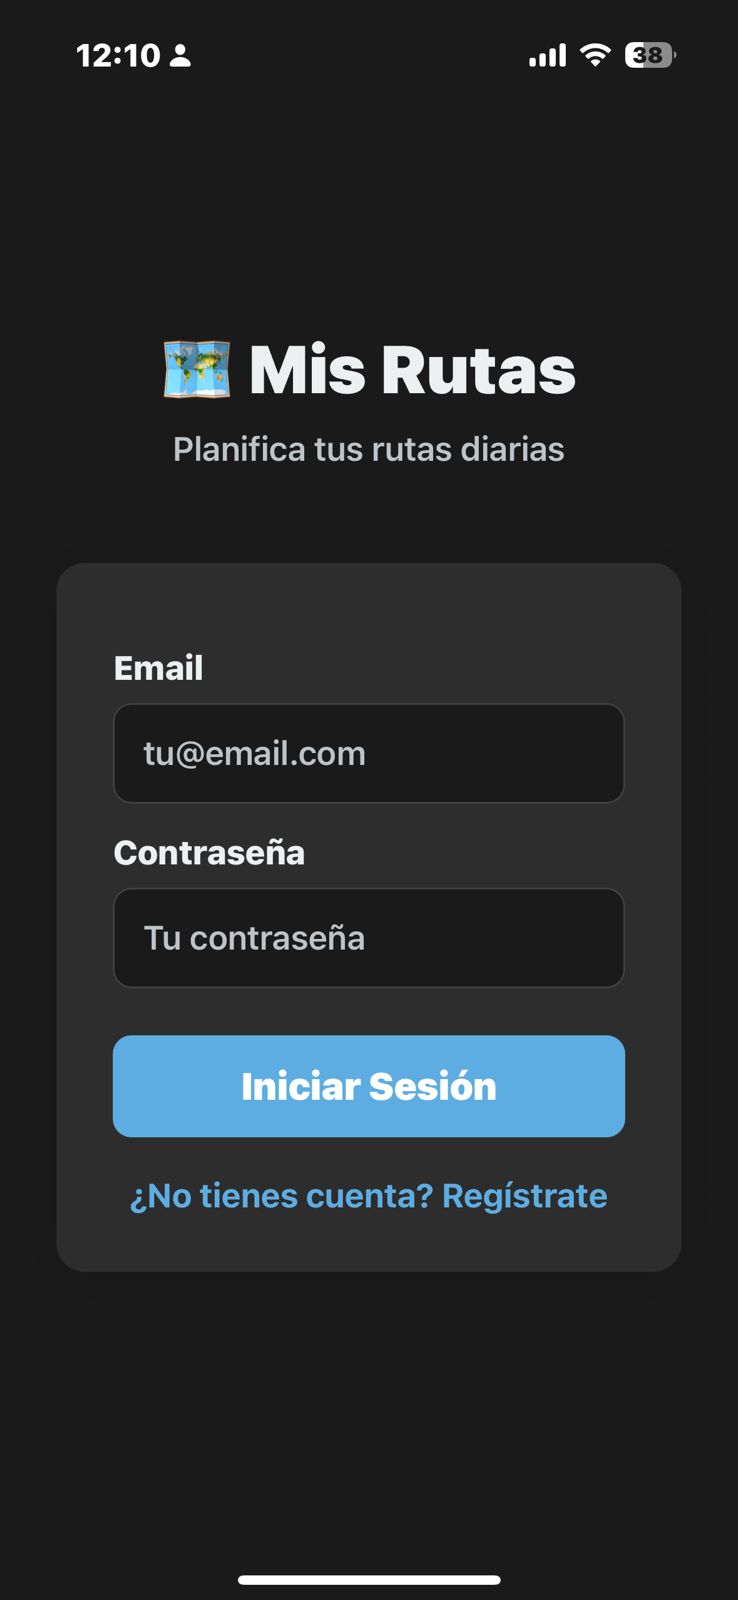 12:10
38
Mis Rutas
Planifica tus rutas diarias
Email
tu@email.com
Contraseña
Tu contraseña
Iniciar Sesión
¿No tienes cuenta? Regístrate